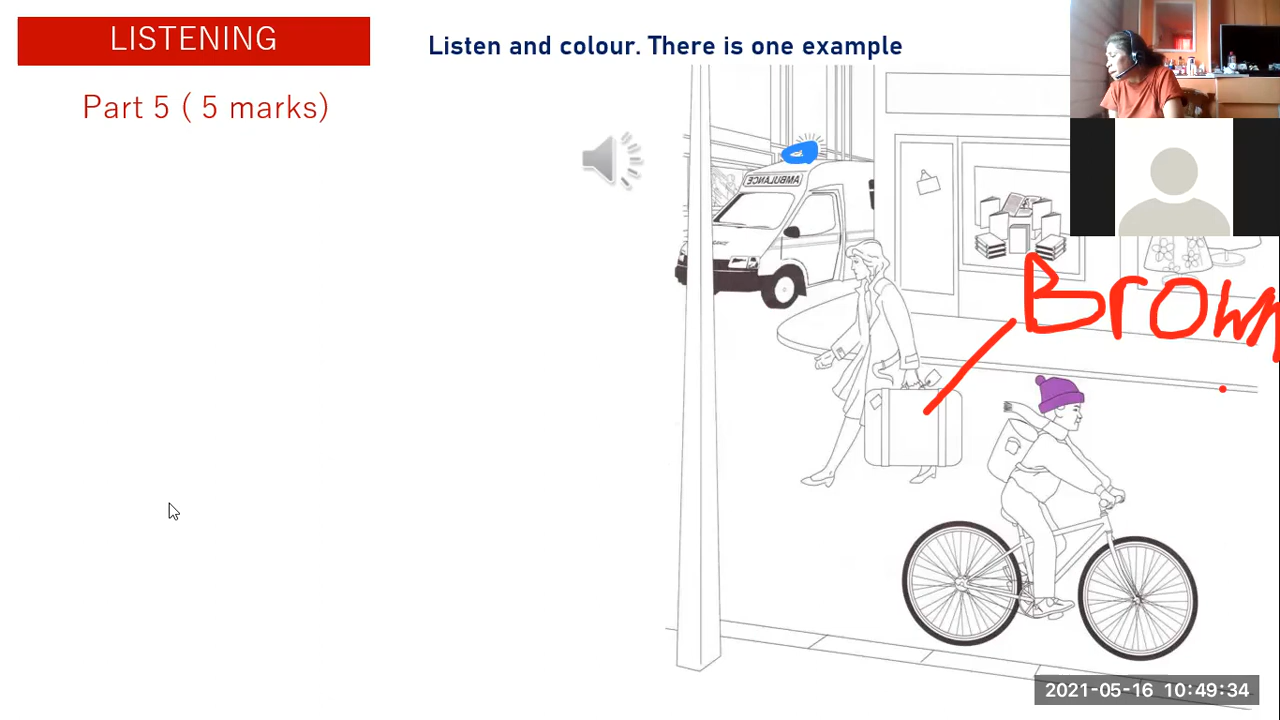 LISTENING
Listen and colour. There is one example
Part 5 ( 5 marks)
AMBULANCE
Brown
2021-05-16 10:49:34